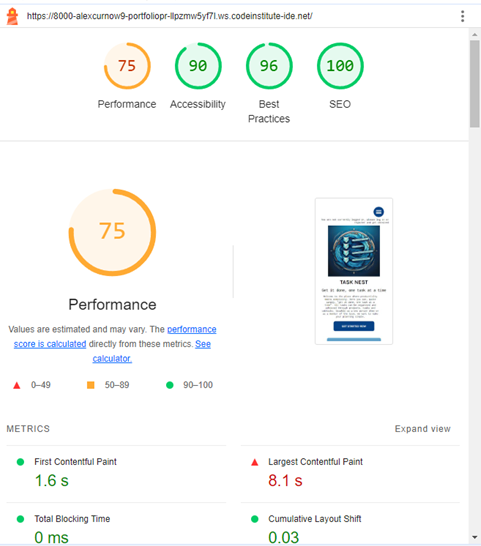 https://8000-alexcurnow9-portfoliopr-llpzmw5yf7l.ws.codeinstitute-ide.net/
75
90
96
100
Performance
Accessibility
Best
Practices
SEO
75
Performance
Values are estimated and may vary. The performance
score is calculated directly from these metrics. See
calculator.
0–49
50–89
90–100
TASK NEST
Get it done, one task at a time
GET STARTED NOW
METRICS
Expand view
First Contentful Paint
1.6 s
Largest Contentful Paint
8.1 s
Total Blocking Time
0 ms
Cumulative Layout Shift
0.03